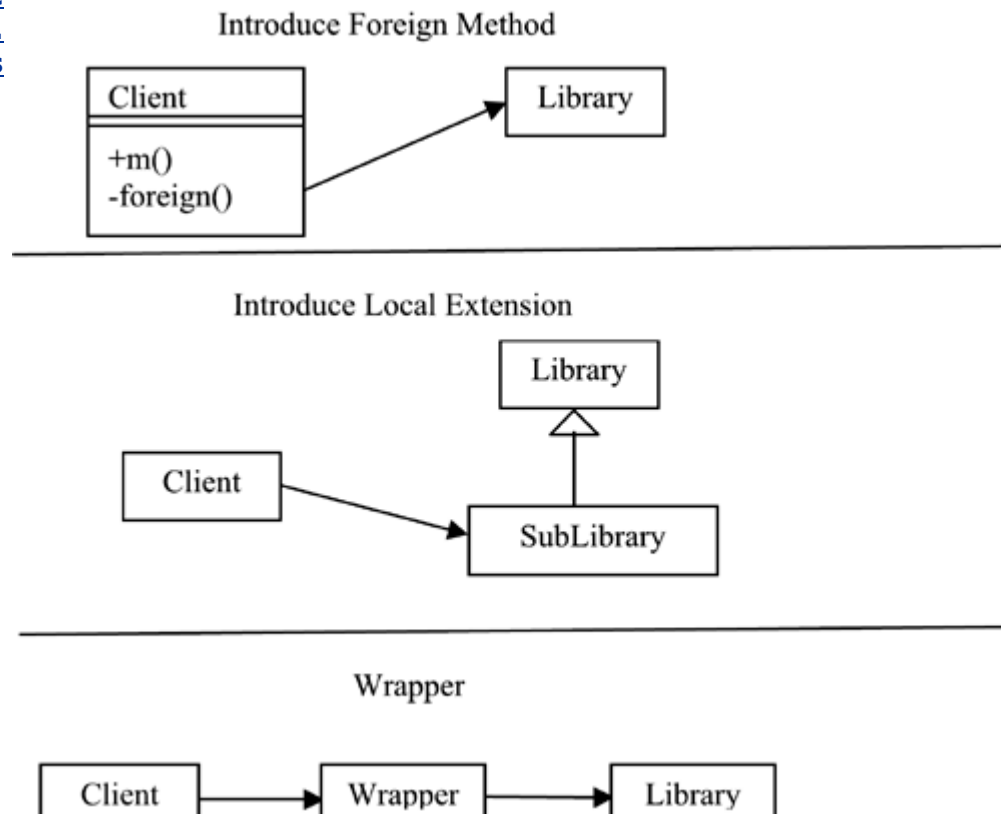 Introduce Foreign Method
Client
+m()
-foreign()
Library
Introduce Local Extension
Library
Client
SubLibrary
Wrapper
Client
Wrapper
Library